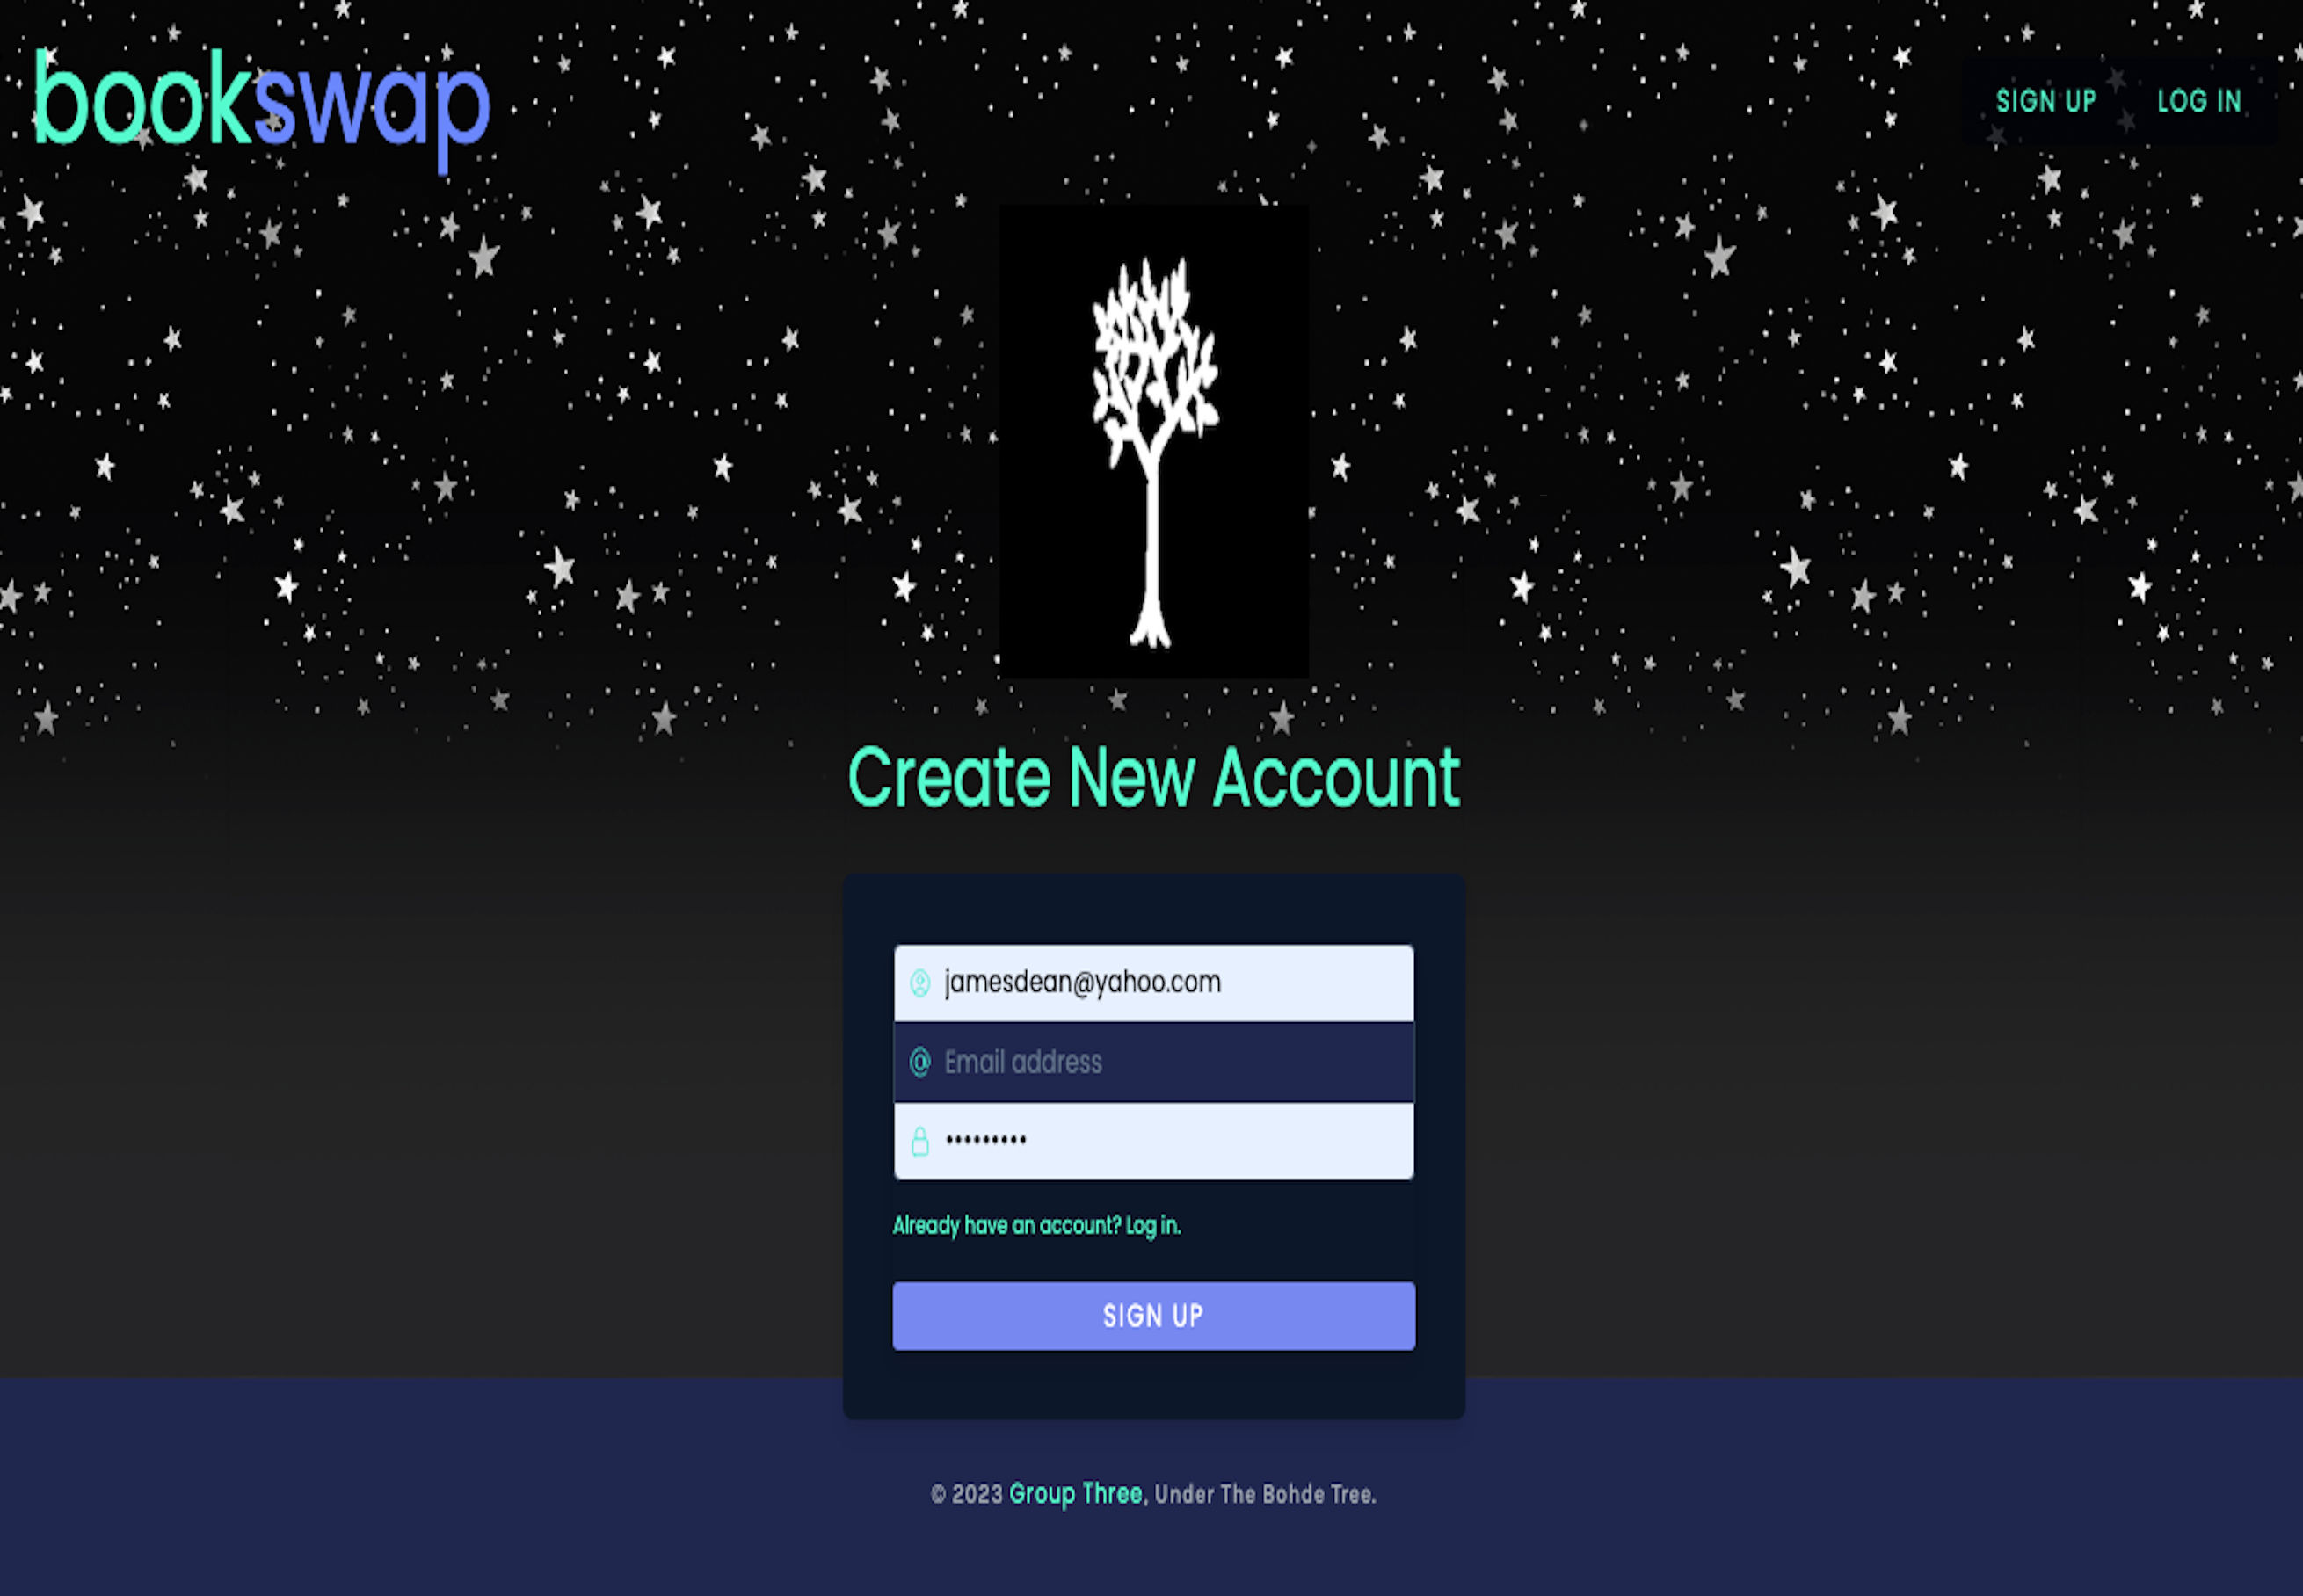 bookswap
SIGN UP LOG IN
Create New Account
jamesdean@yahoo.com
Email address
•••••••••
Already have an account? Log in.
SIGN UP
© 2023 Group Three, Under The Bohde Tree.